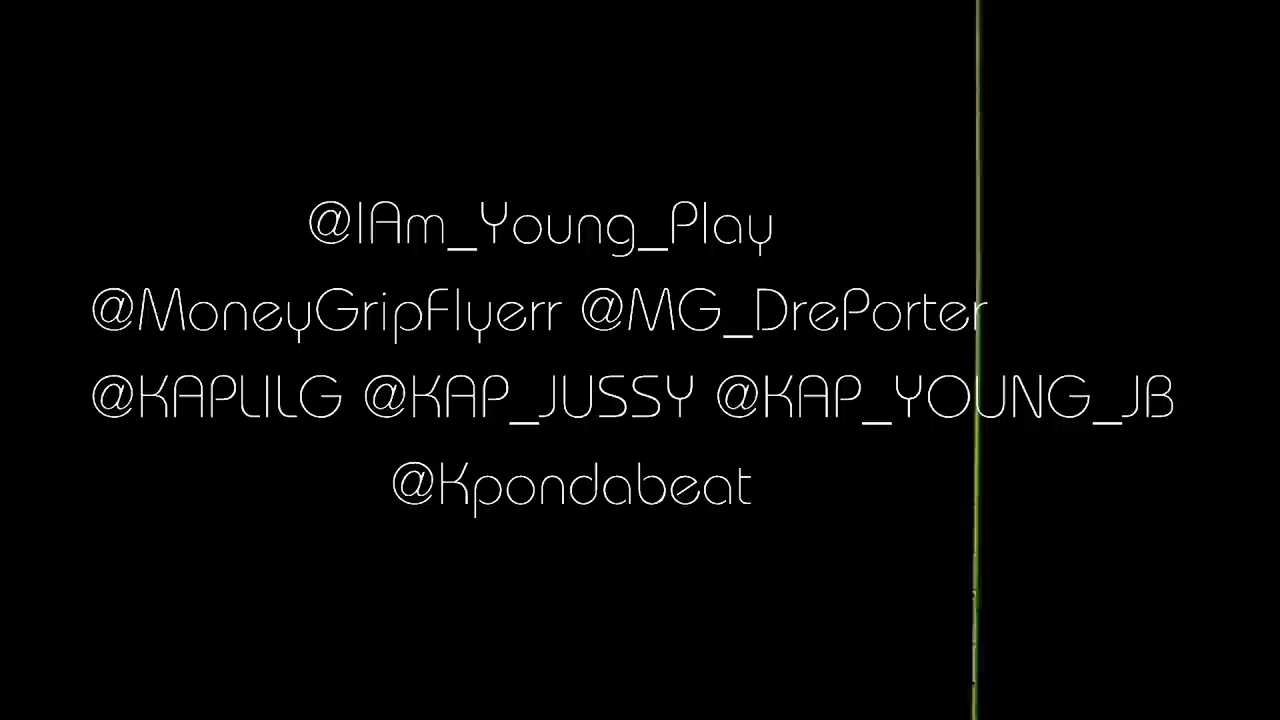 @IAm_Young_Play
@MoneyGripFlyerr @MG_DrePorter
@KAPLILG @KAP_JUSSY @KAP_YOUNG_JB
@Kpondabeat